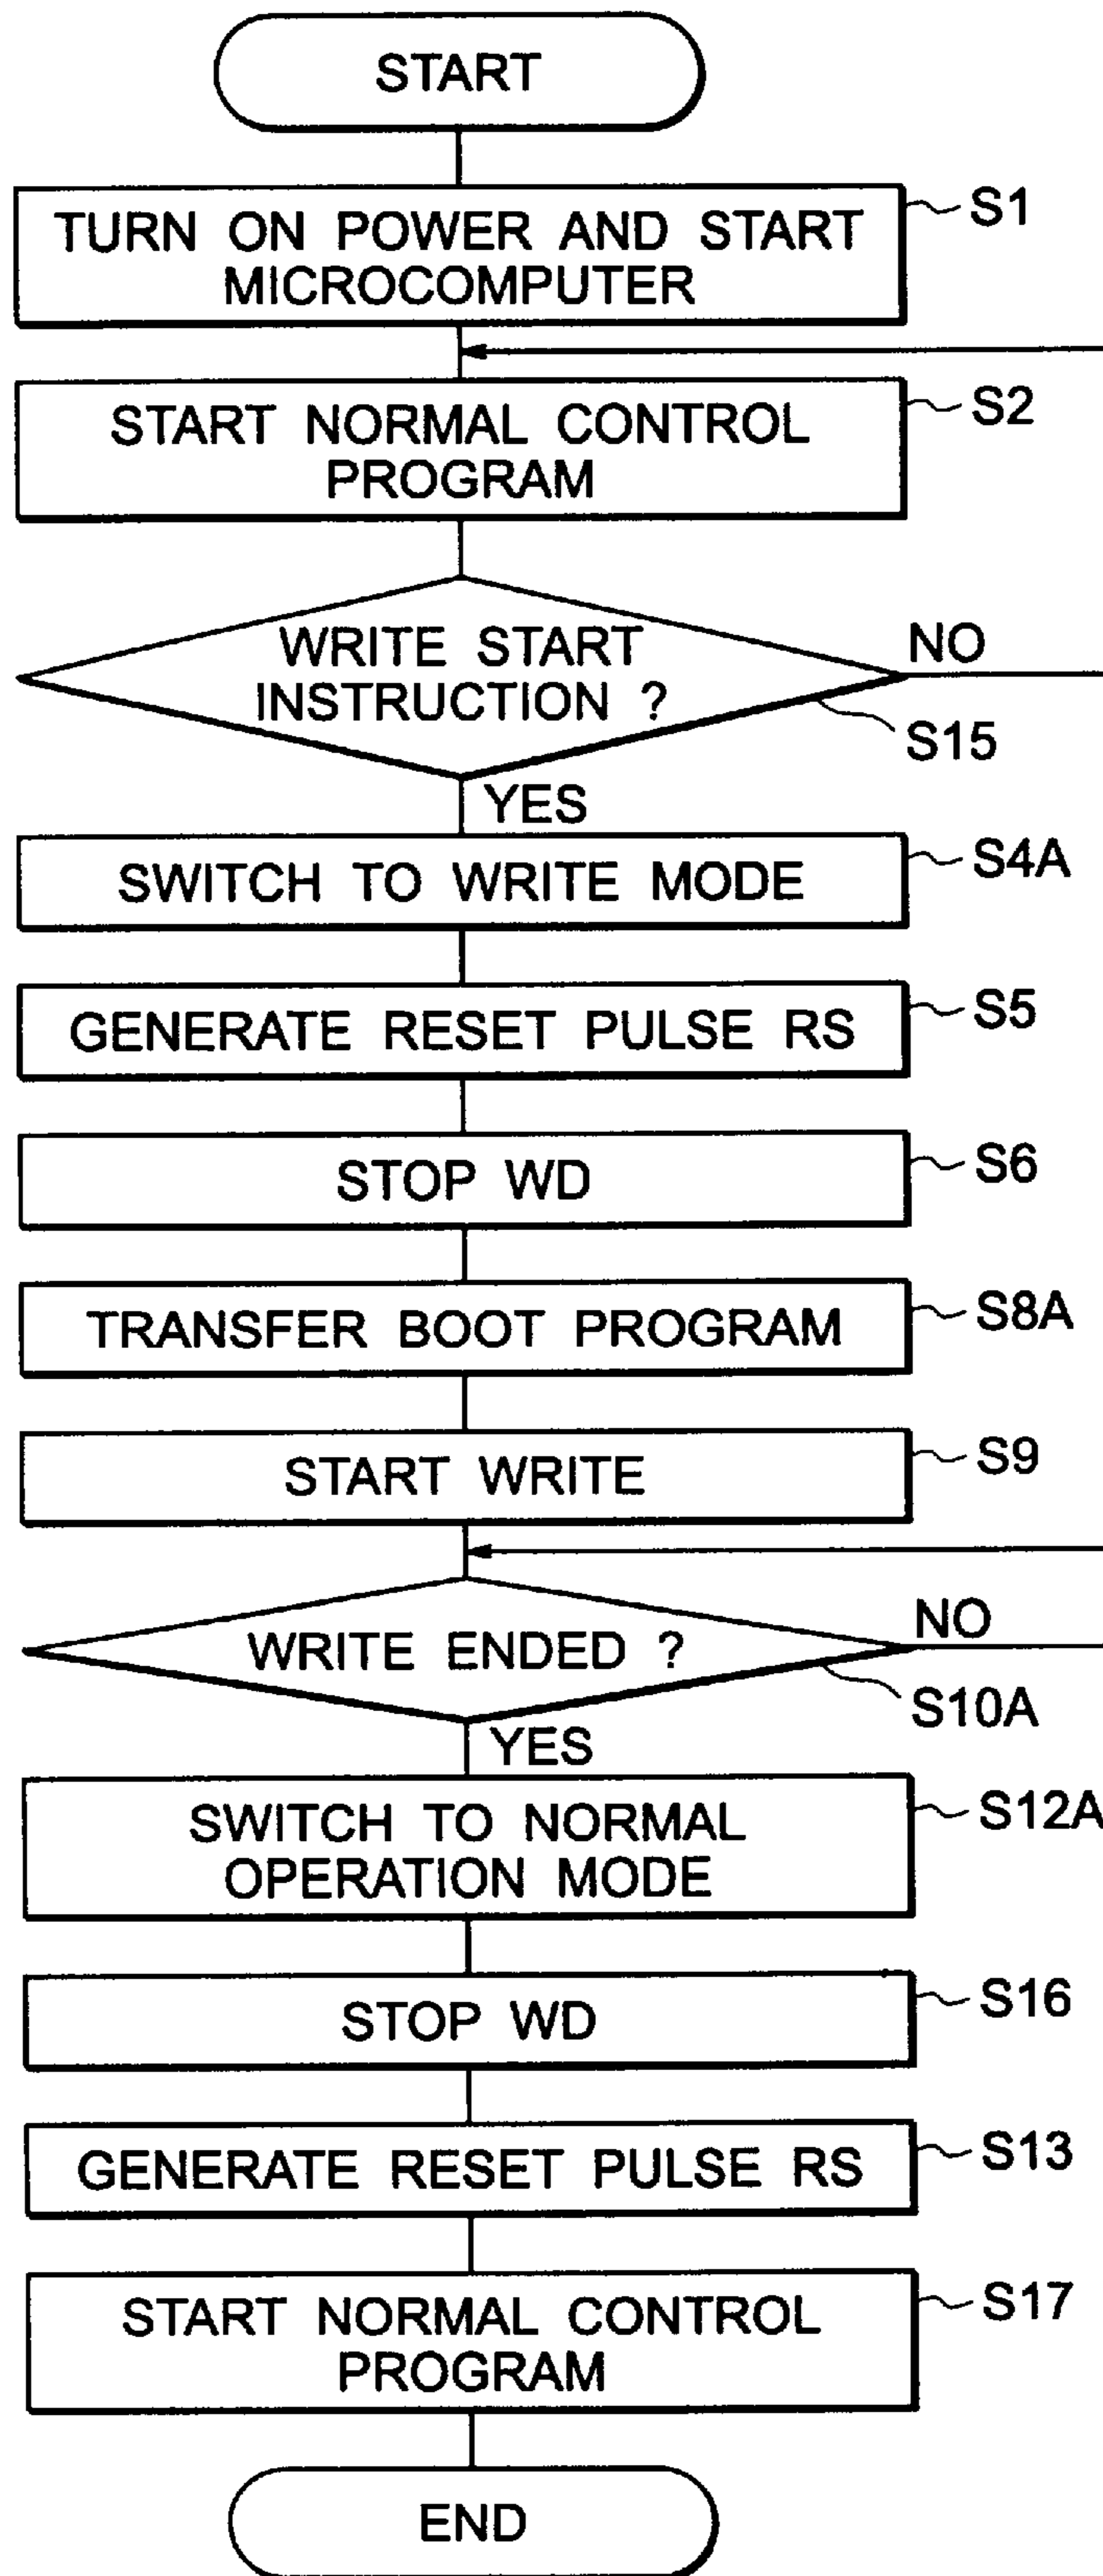 START
TURN ON POWER AND START
MICROCOMPUTER
S1
START NORMAL CONTROL
PROGRAM
S2
WRITE START
INSTRUCTION ?
NO
S15
YES
SWITCH TO WRITE MODE
S4A
GENERATE RESET PULSE RS
S5
STOP WD
S6
TRANSFER BOOT PROGRAM
S8A
START WRITE
S9
WRITE ENDED ?
NO
S10A
YES
SWITCH TO NORMAL
OPERATION MODE
S12A
STOP WD
S16
GENERATE RESET PULSE RS
S13
START NORMAL CONTROL
PROGRAM
S17
END